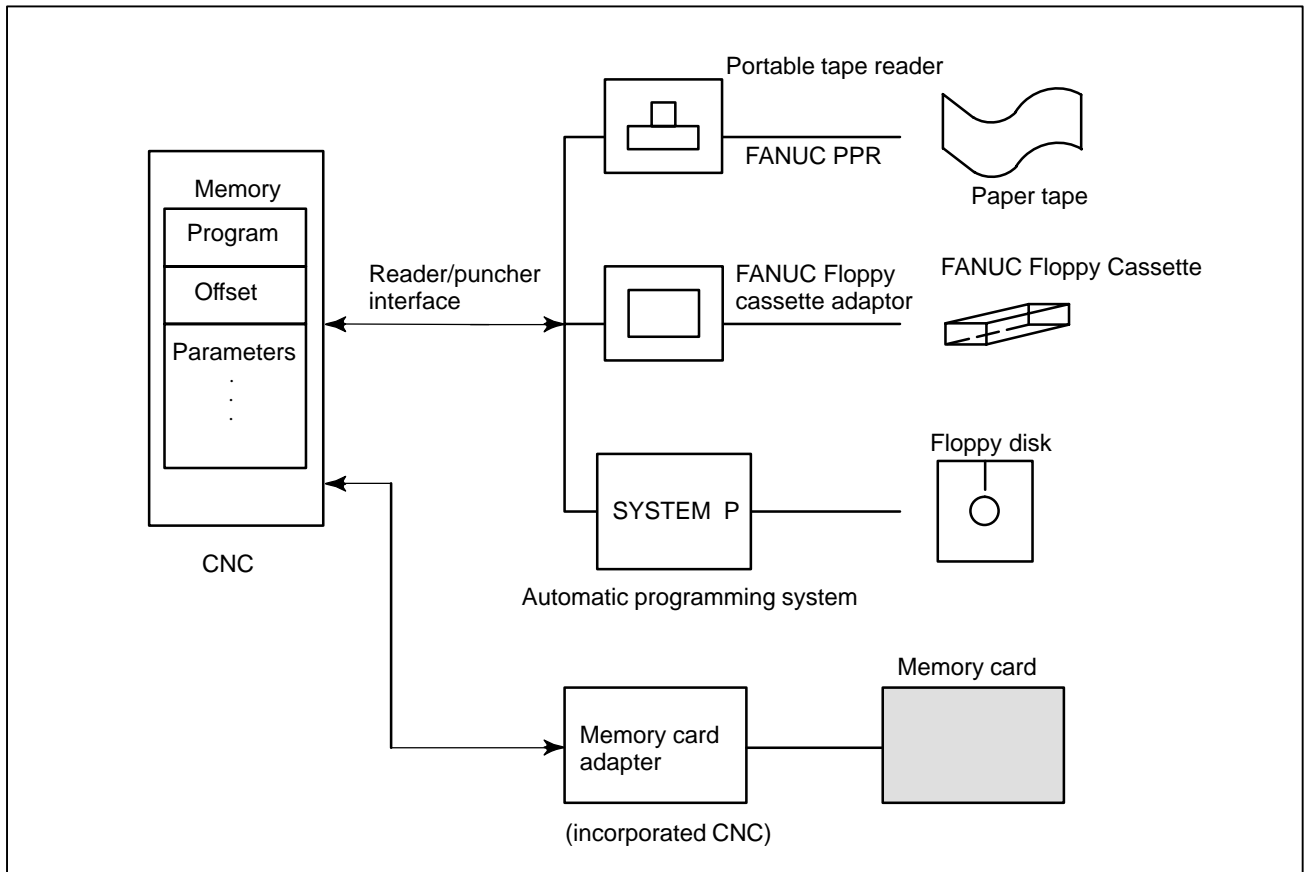 Portable tape reader
FANUC PPR
Paper tape
Memory
Program
Offset
Parameters
.
.
.
CNC
Reader/puncher
interface
FANUC Floppy
cassette adaptor
FANUC Floppy Cassette
SYSTEM P
Automatic programming system
Floppy disk
Memory card
adapter
(incorporated CNC)
Memory card